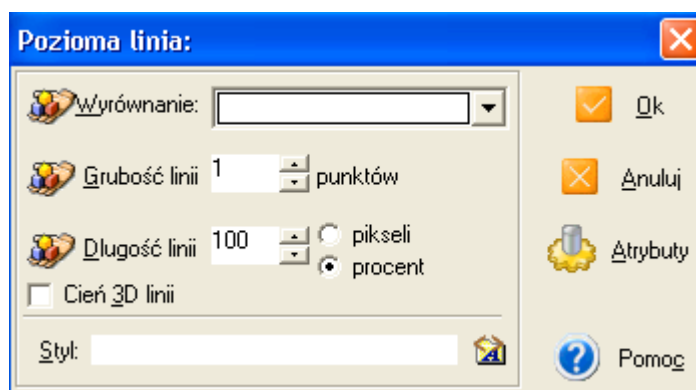 Pozioma linia:
Wyrównanie:
Ok
Grubość linii 1 punktów
Anuluj
Długość linii 100 pikseli
procent
Atrybuty
Cień 3D linii
Styl:
Pomoc